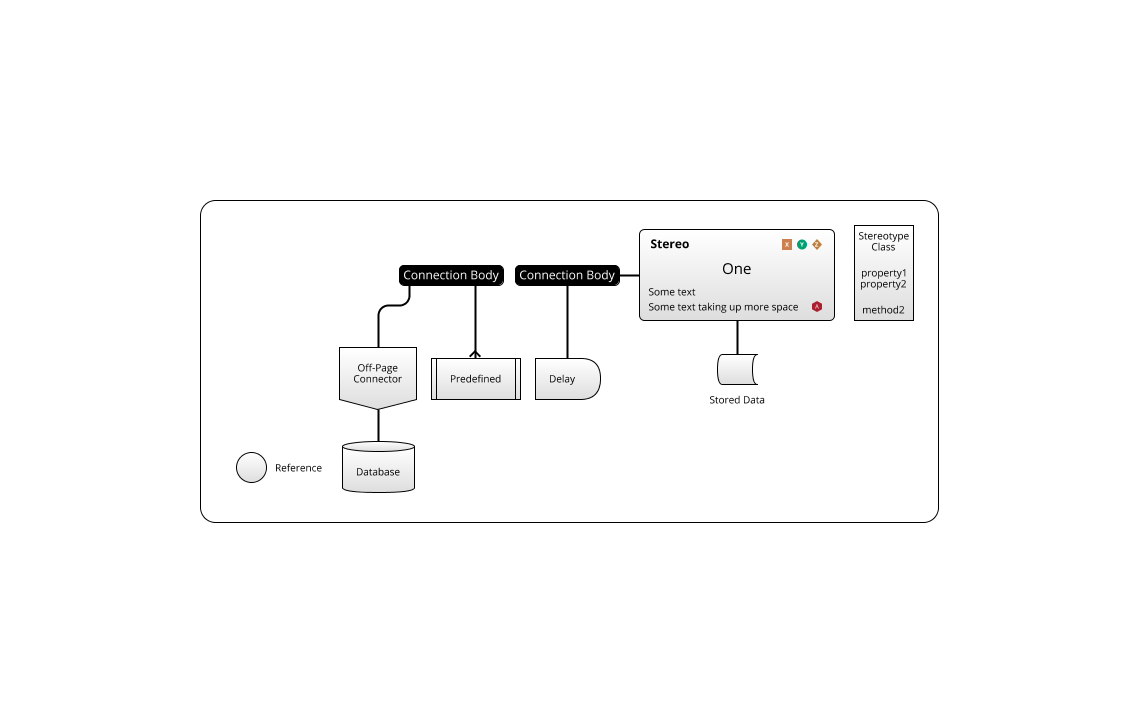 Stereo
X Y Z
One
Some text
Some text taking up more space A
Stereotype
Class
property1
property2
method2
Connection Body
Connection Body
Off-Page
Connector
Predefined
Delay
Stored Data
Reference
Database